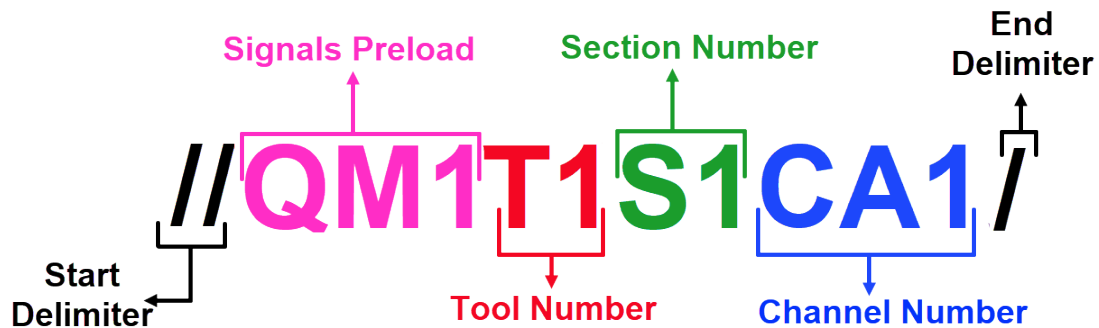 End
Delimiter
Signals Preload
Section Number
//QM1T1S1CA1/
Start
Delimiter
Tool Number
Channel Number